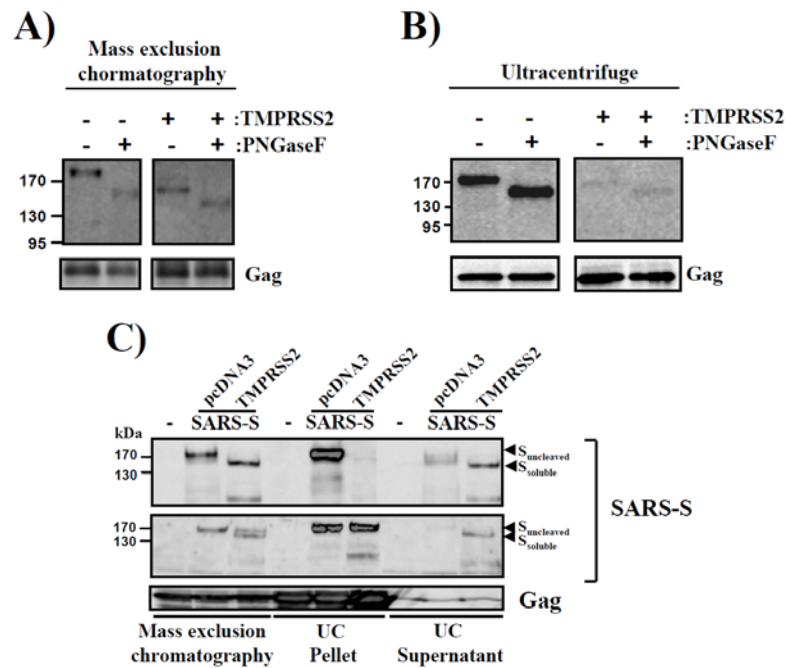 A)
Mass exclusion
chormatography
- - + + :TMPRSS2
- + - + :PNGaseF
170
130
95
Gag
B)
Ultracentrifuge
- - + + :TMPRSS2
- + - + :PNGaseF
170
130
95
Gag
C)
pcDNA3 TMPRSS2 pcDNA3 TMPRSS2 pcDNA3 TMPRSS2
- SARS-S - SARS-S - SARS-S
kDa
170
130
Suncleaved
Ssoluble
170
130
Suncleaved
Ssoluble
SARS-S
Gag
Mass exclusion
chromatography
UC
Pellet
UC
Supernatant